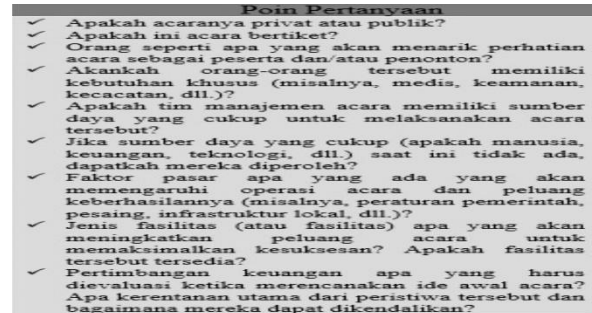 Poin Pertanyaan
✓ Apakah acaranya privat atau publik?
✓ Apakah ini acara bertiket?
✓ Orang seperti apa yang akan menarik perhatian
acara sebagai peserta dan/atau penonton?
✓ Akankah orang-orang tersebut memiliki
kebutuhan khusus (misalnya, medis, keamanan,
kecacatan, dll.)?
✓ Apakah tim manajemen acara memiliki sumber
daya yang cukup untuk melaksanakan acara
tersebut?
✓ Jika sumber daya yang cukup (apakah manusia,
keuangan, teknologi, dll.) saat ini tidak ada,
dapatkah mereka diperoleh?
✓ Faktor pasar apa yang ada yang akan
memengaruhi operasi acara dan peluang
keberhasilannya (misalnya, peraturan pemerintah,
pesaing, infrastruktur lokal, dll.)?
✓ Jenis fasilitas (atau fasilitas) apa yang akan
meningkatkan peluang acara untuk
memaksimalkan kesuksesan? Apakah fasilitas
tersebut tersedia?
✓ Pertimbangan keuangan apa yang harus
dievaluasi ketika merencanakan ide awal acara?
Apa kerentanan utama dari peristiwa tersebut dan
bagaimana mereka dapat dikendalikan?